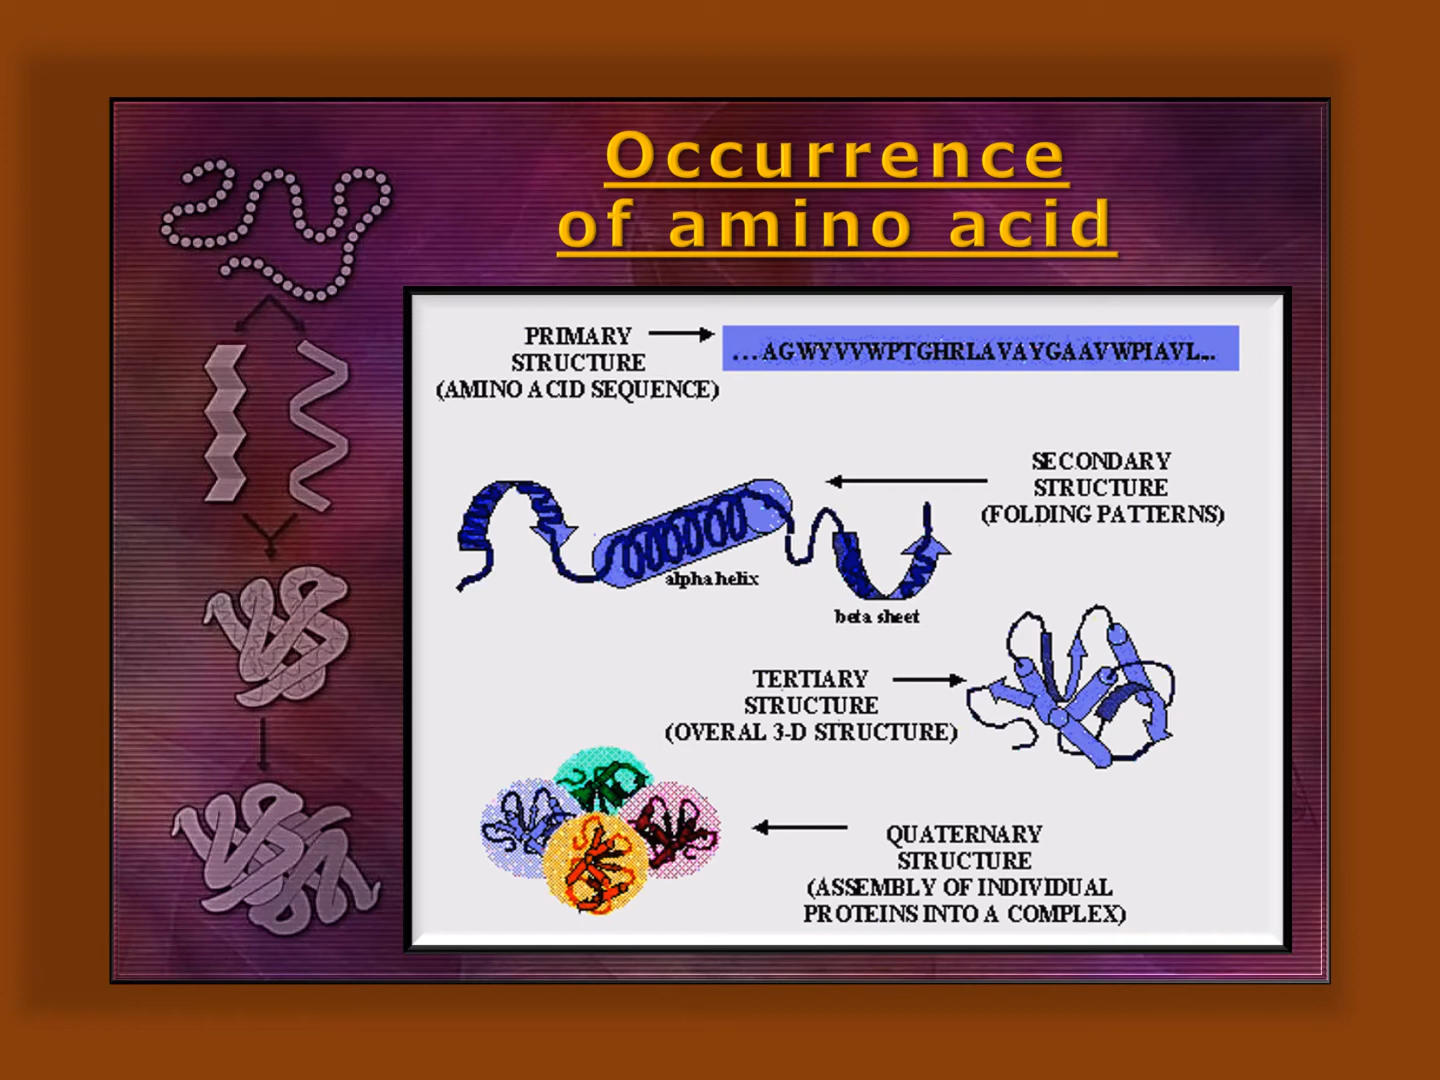 Occurrence
of amino acid
PRIMARY
STRUCTURE
(AMINO ACID SEQUENCE)
...AGWYVVWPTGHRLAVAYGAAVWPIAVL...
SECONDARY
STRUCTURE
(FOLDING PATTERNS)
alpha helix
beta sheet
TERTIARY
STRUCTURE
(OVERAL 3-D STRUCTURE)
QUATERNARY
STRUCTURE
(ASSEMBLY OF INDIVIDUAL
PROTEINS INTO A COMPLEX)